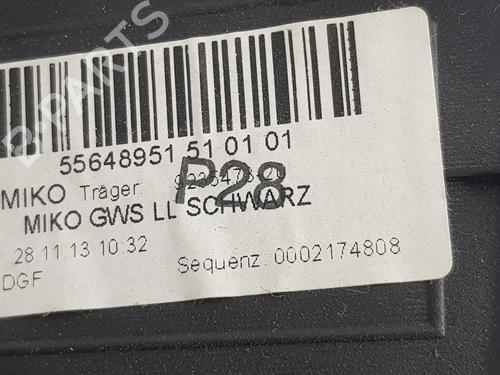 B-PARTS
55648951 51 01 01
MIKO Träger:
P28
MIKO GWS LL SCHWARZ
28 11 13 10:32
Sequenz: 0002174808
DGF